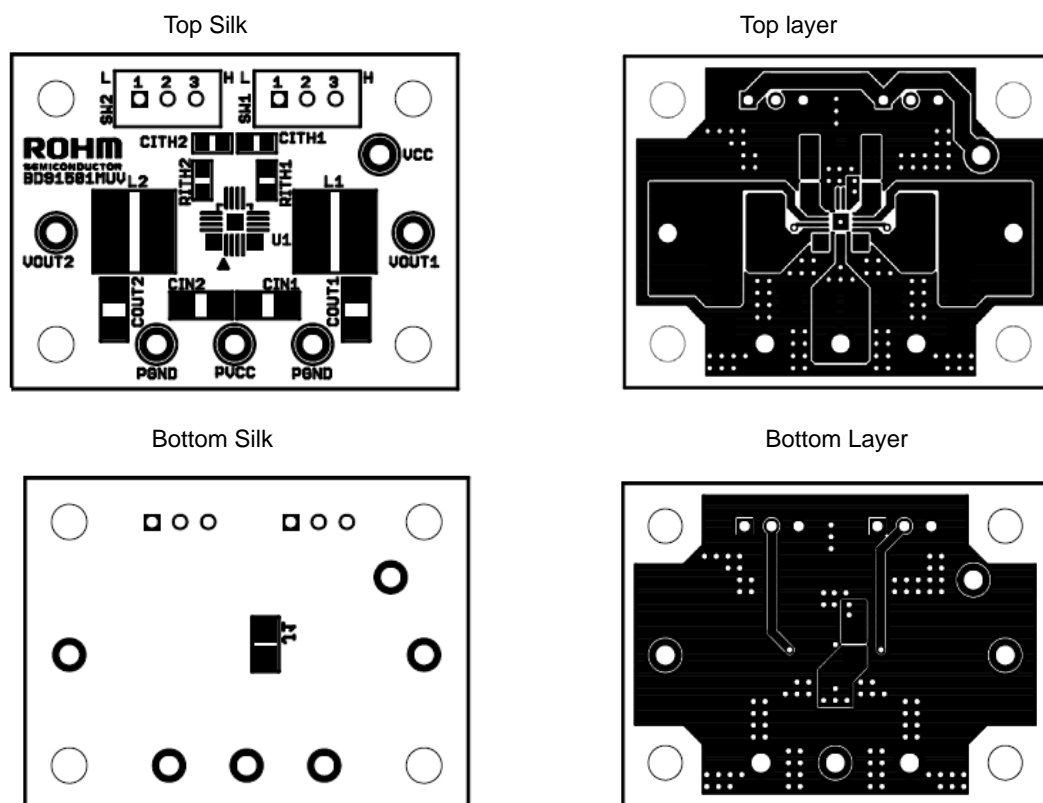 Top Silk
Top layer
L 1 2 3 H
L 1 2 3 H
SW2
SW1
CITH2
CITH1
ROHM
SEMICONDUCTOR
BD91501MUV
RITH2
RITH1
VCC
L2
L1
U1
VOUT2
VOUT1
COUT2
CIN2
CIN1
COUT1
PGND
PVCC
PGND
Bottom Silk
Bottom Layer